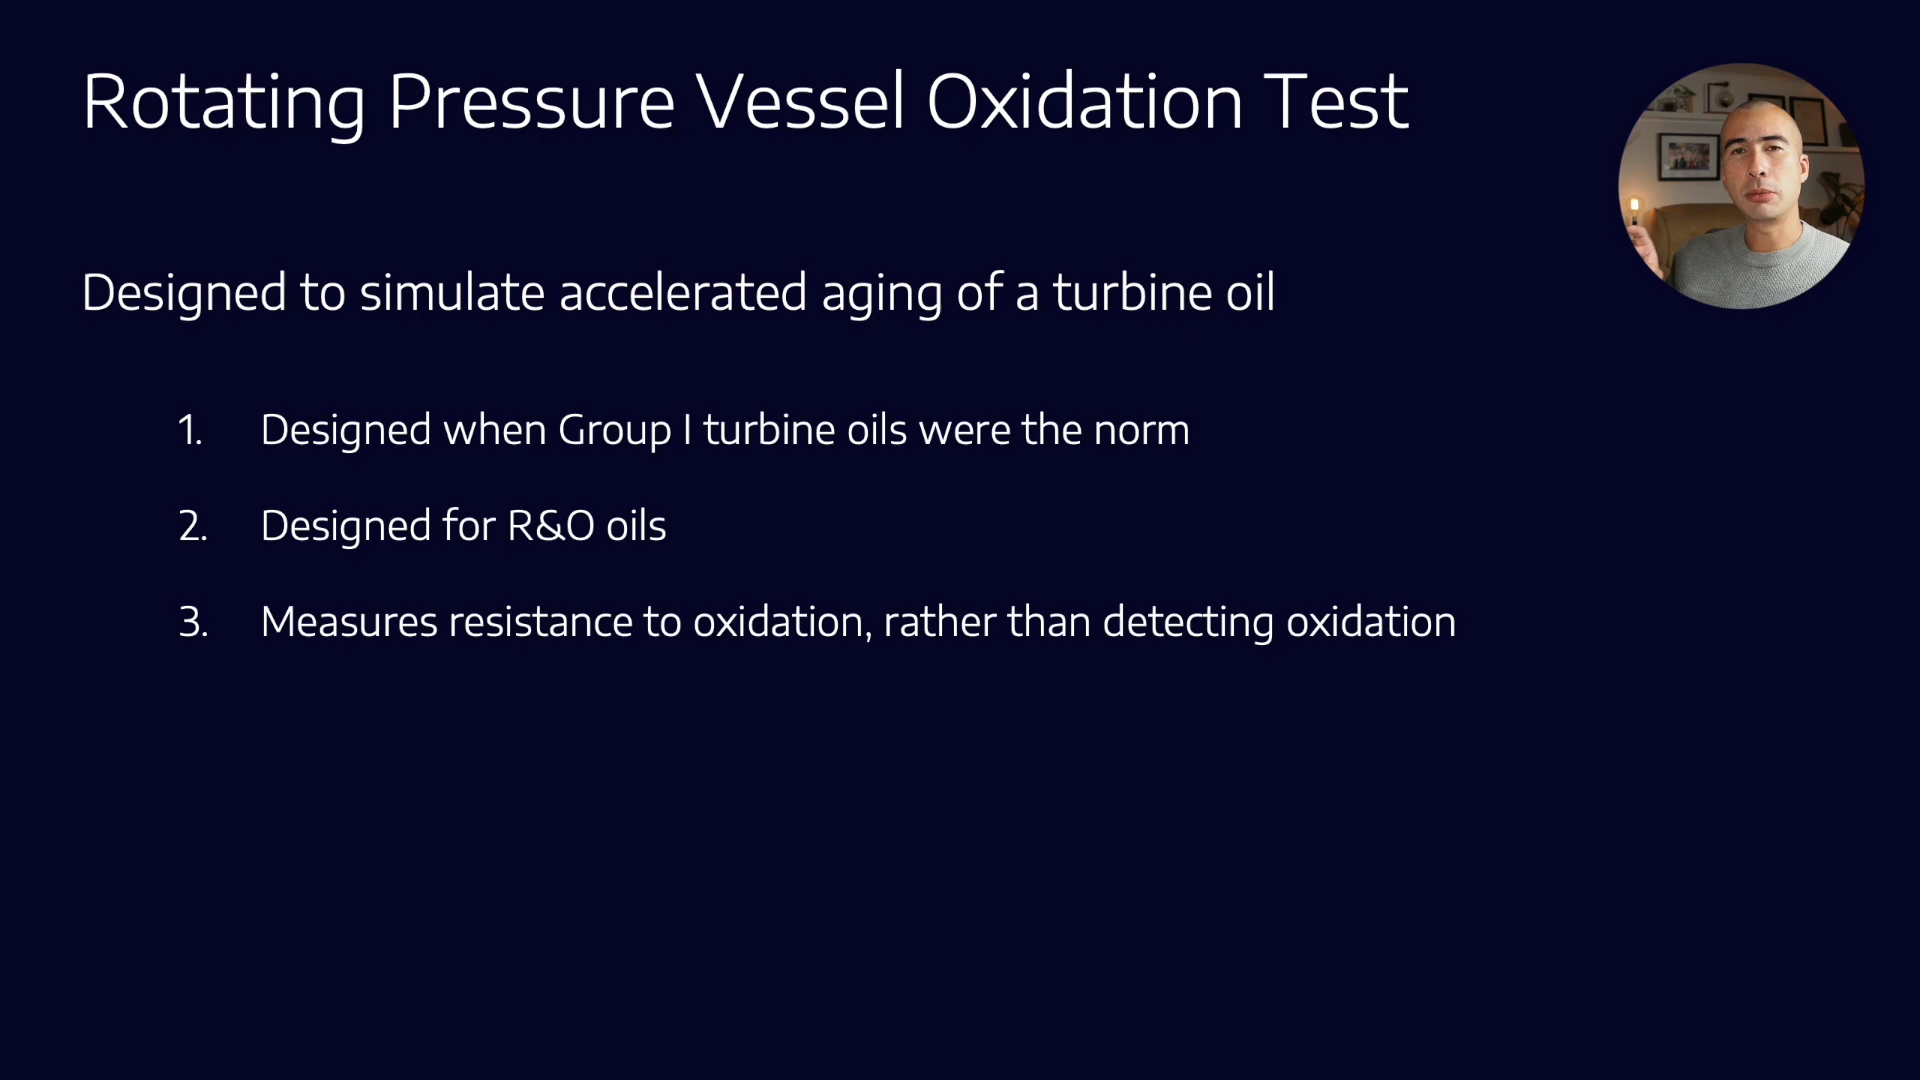 Rotating Pressure Vessel Oxidation Test
Designed to simulate accelerated aging of a turbine oil
1. Designed when Group I turbine oils were the norm
2. Designed for R&O oils
3. Measures resistance to oxidation, rather than detecting oxidation